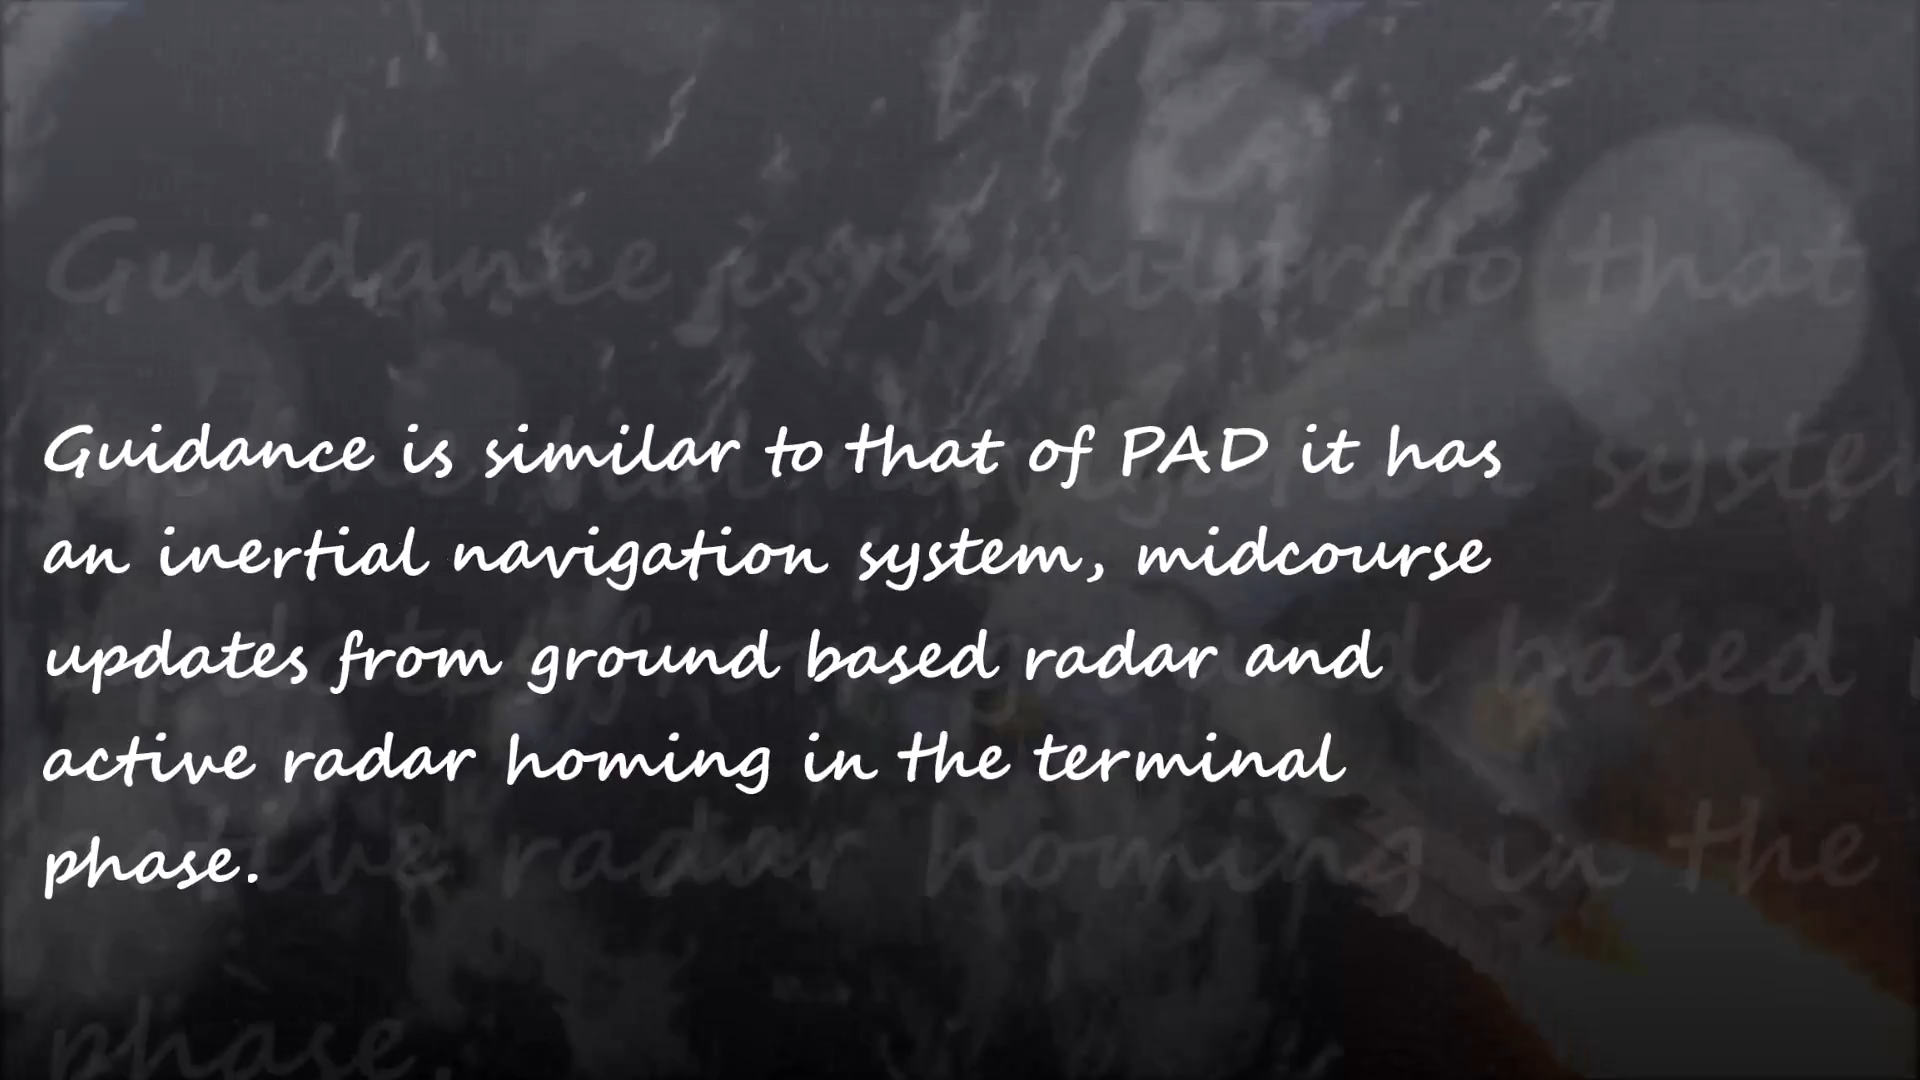 Guidance is similar to that of PAD it has
an inertial navigation system, midcourse
updates from ground based radar and
active radar homing in the terminal
phase.